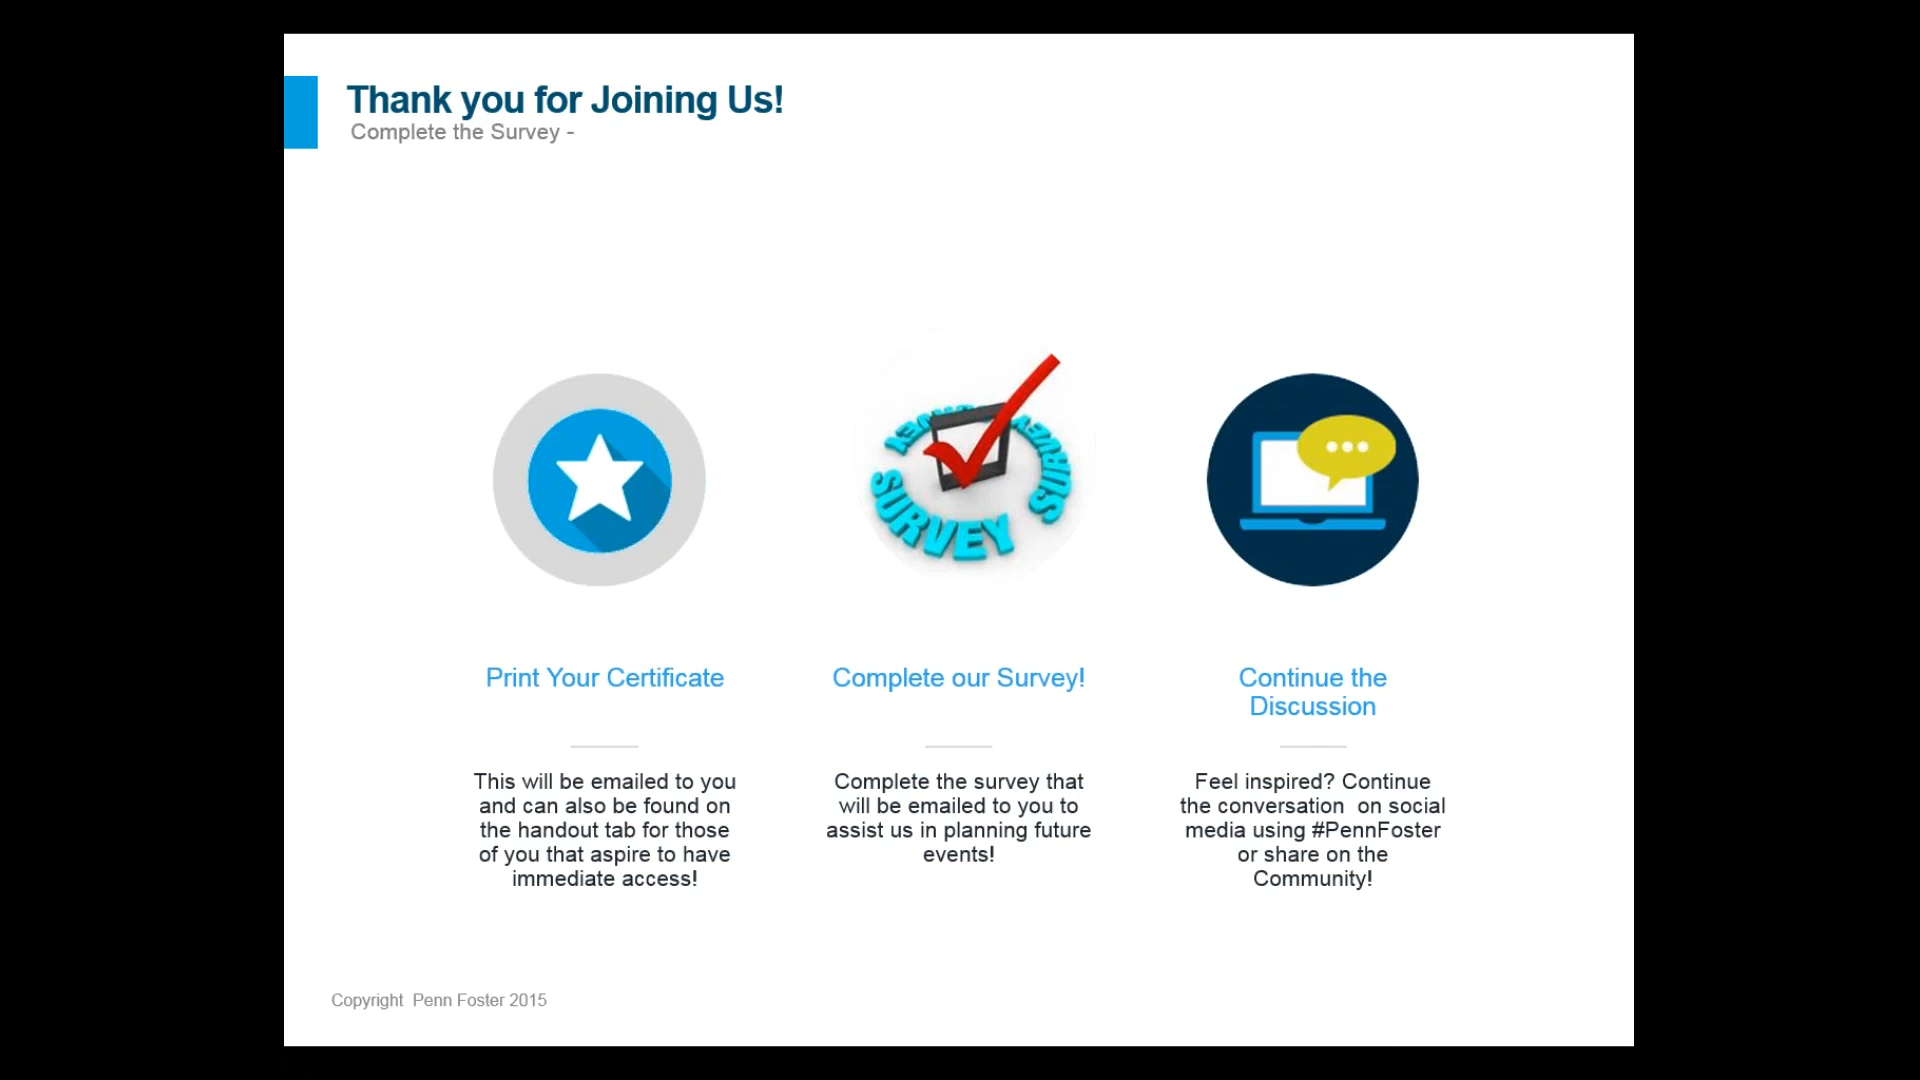 Thank you for Joining Us!
Complete the Survey -
SURVEY
SURVEY
Print Your Certificate
Complete our Survey!
Continue the
Discussion
This will be emailed to you
and can also be found on
the handout tab for those
of you that aspire to have
immediate access!
Complete the survey that
will be emailed to you to
assist us in planning future
events!
Feel inspired? Continue
the conversation  on social
media using #PennFoster
or share on the
Community!
Copyright  Penn Foster 2015